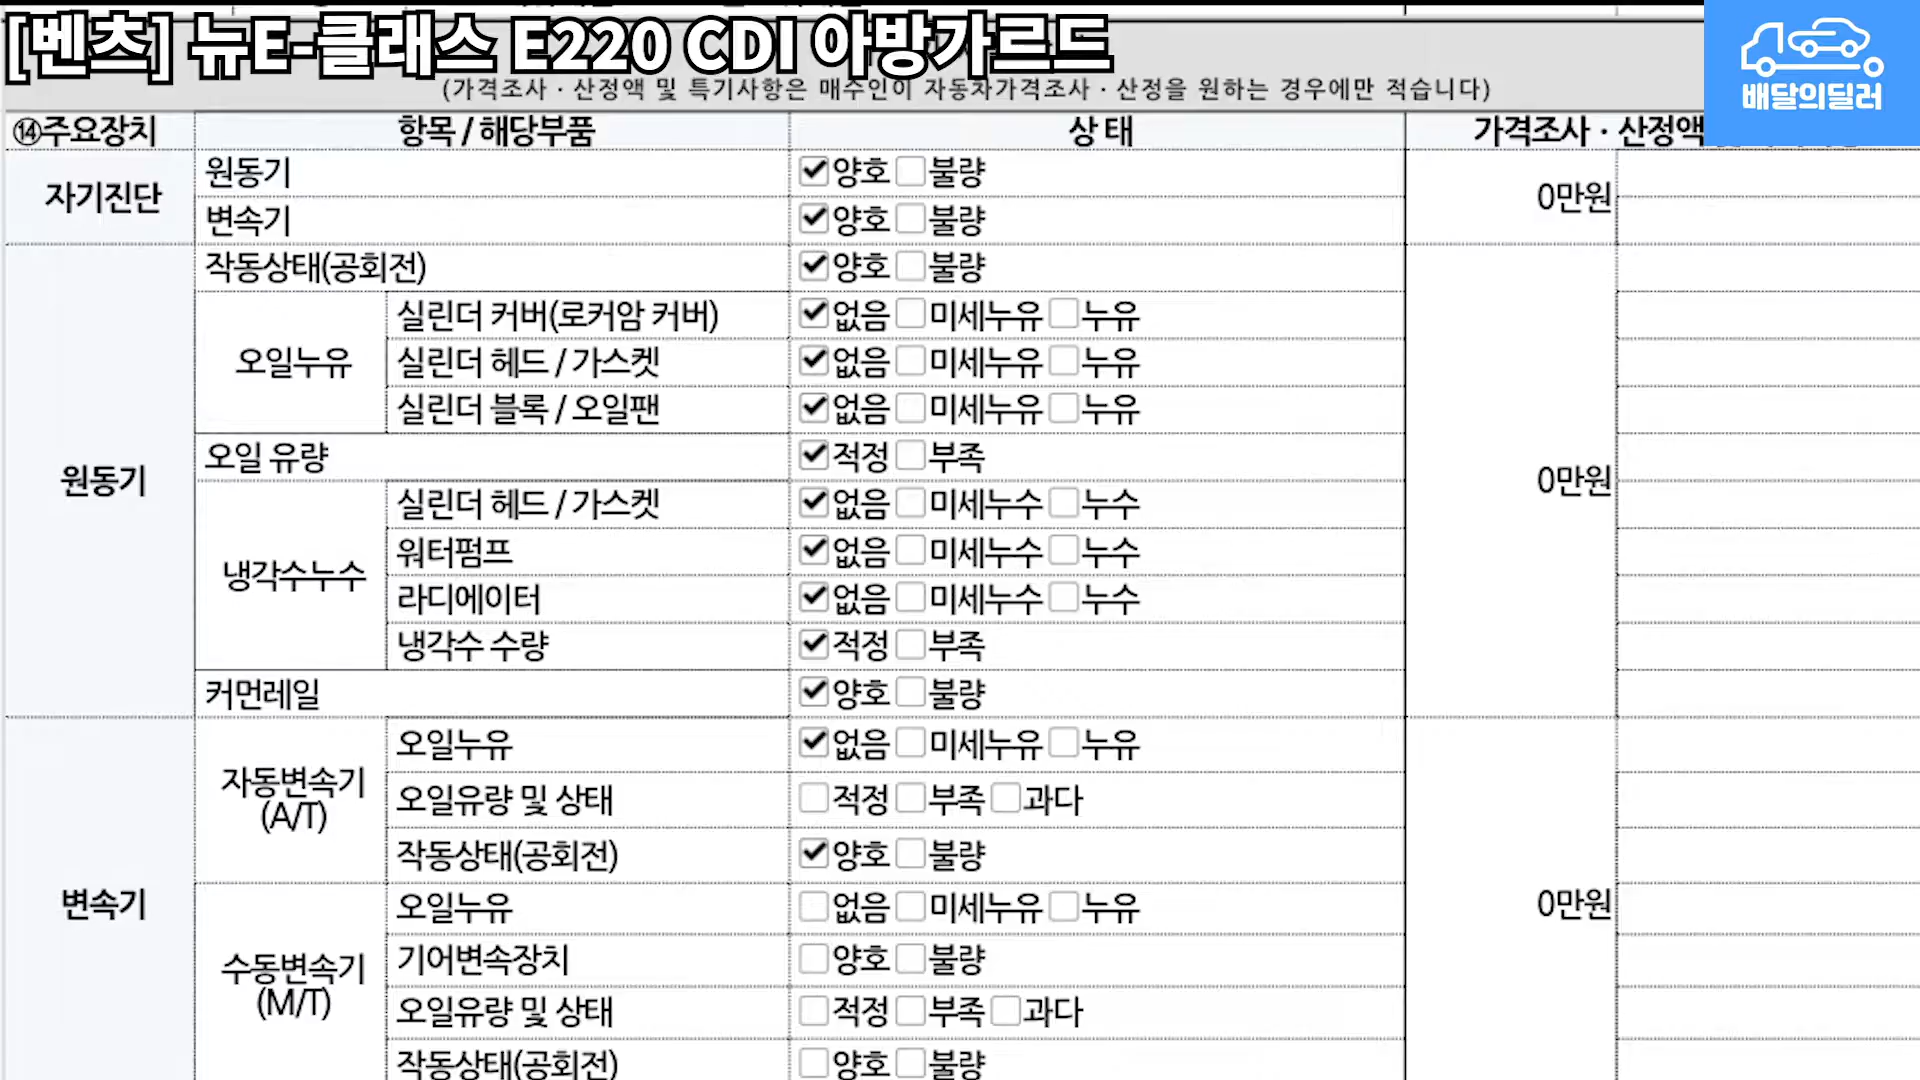 [벤츠] 뉴E-클래스 E220 CDI 아방가르드
배달의딜러
(가격조사 · 산정액 및 특기사항은 매수인이 자동차가격조사 · 산정을 원하는 경우에만 적습니다)
⑭주요장치 항목 / 해당부품 상 태 가격조사 · 산정액
자기진단 원동기 양호 불량 0만원
변속기 양호 불량
원동기 작동상태(공회전) 양호 불량 0만원
오일누유 실린더 커버(로커암 커버) 없음 미세누유 누유
실린더 헤드 / 가스켓 없음 미세누유 누유
실린더 블록 / 오일팬 없음 미세누유 누유
오일 유량 적정 부족
냉각수누수 실린더 헤드 / 가스켓 없음 미세누수 누수
워터펌프 없음 미세누수 누수
라디에이터 없음 미세누수 누수
냉각수 수량 적정 부족
커먼레일 양호 불량
변속기 자동변속기 (A/T) 오일누유 없음 미세누유 누유 0만원
오일유량 및 상태 적정 부족 과다
작동상태(공회전) 양호 불량
수동변속기 (M/T) 오일누유 없음 미세누유 누유
기어변속장치 양호 불량
오일유량 및 상태 적정 부족 과다
작동상태(공회전) 양호 불량